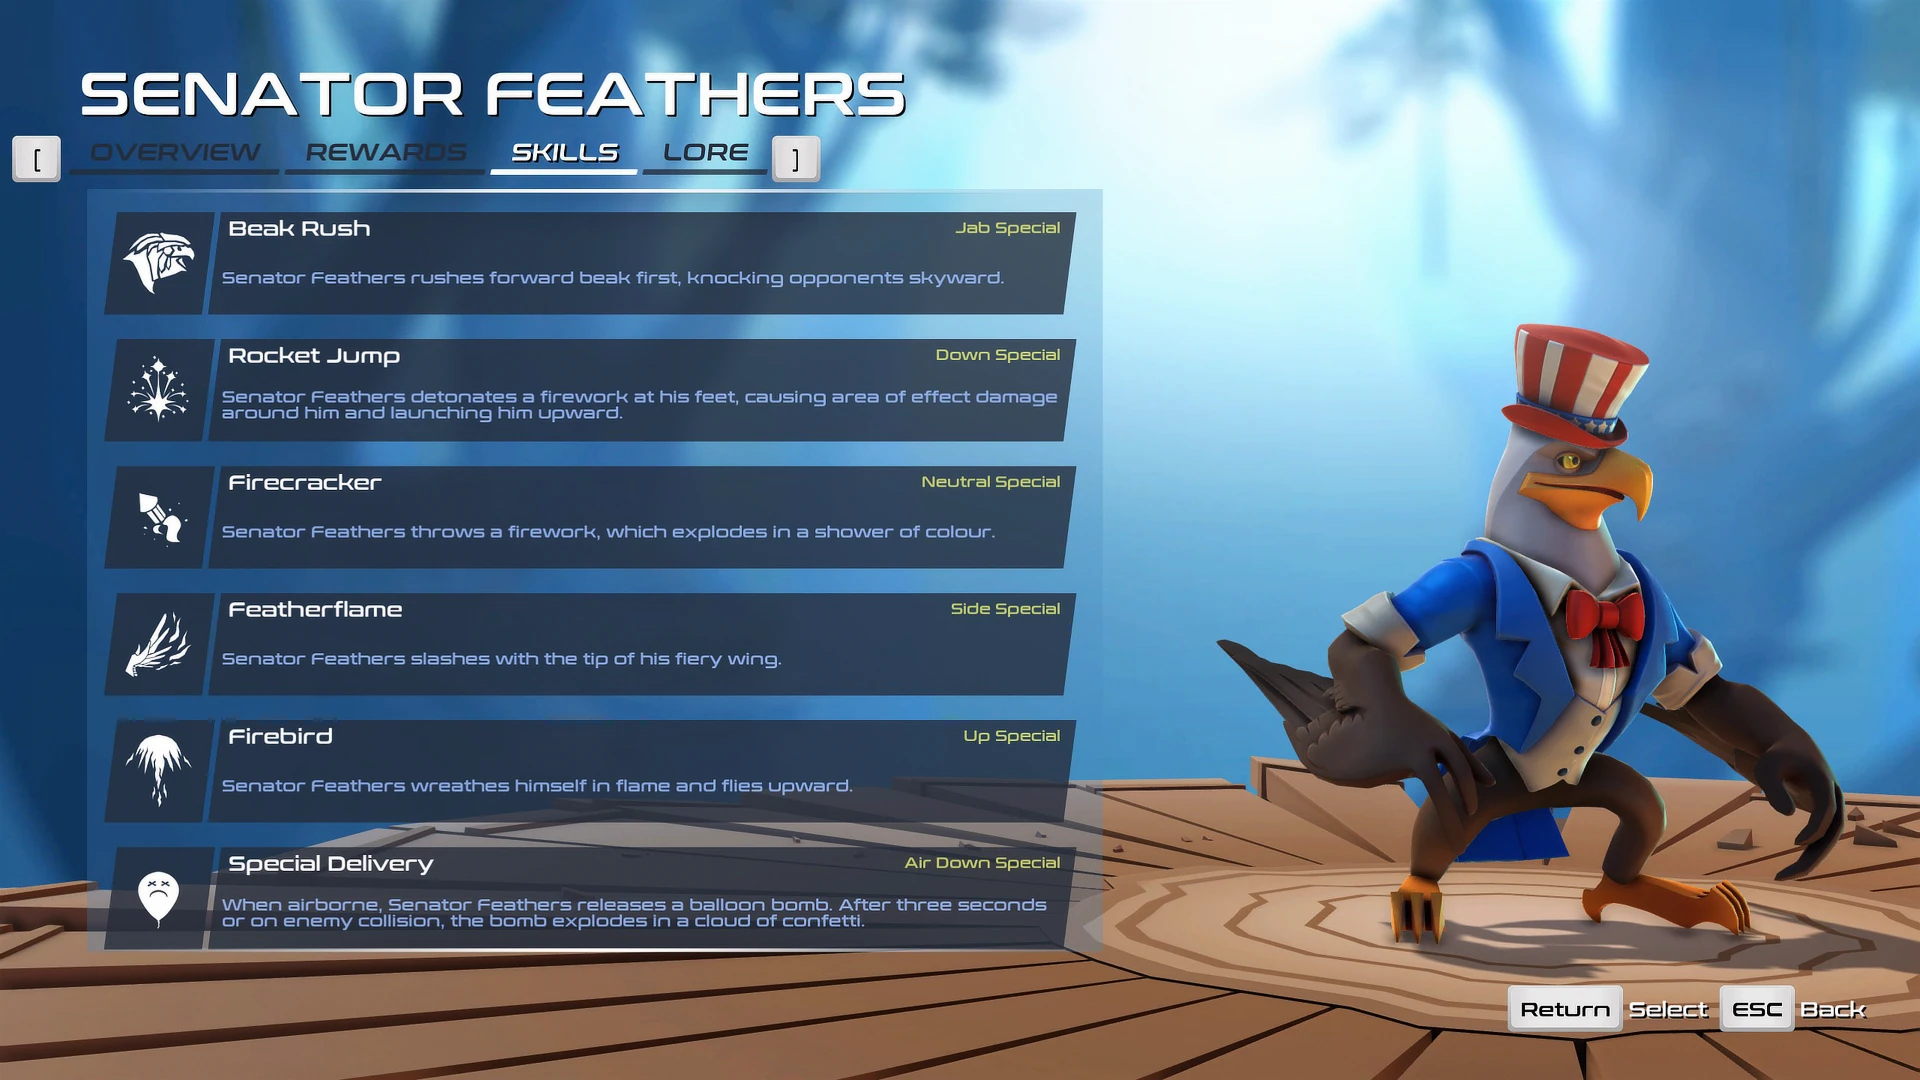 SENATOR FEATHERS
[ OVERVIEW REWARDS SKILLS LORE ]
Beak Rush Jab Special
Senator Feathers rushes forward beak first, knocking opponents skyward.
Rocket Jump Down Special
Senator Feathers detonates a firework at his feet, causing area of effect damage
around him and launching him upward.
Firecracker Neutral Special
Senator Feathers throws a firework, which explodes in a shower of colour.
Featherflame Side Special
Senator Feathers slashes with the tip of his fiery wing.
Firebird Up Special
Senator Feathers wreathes himself in flame and flies upward.
Special Delivery Air Down Special
When airborne, Senator Feathers releases a balloon bomb. After three seconds
or on enemy collision, the bomb explodes in a cloud of confetti.
Return Select ESC Back